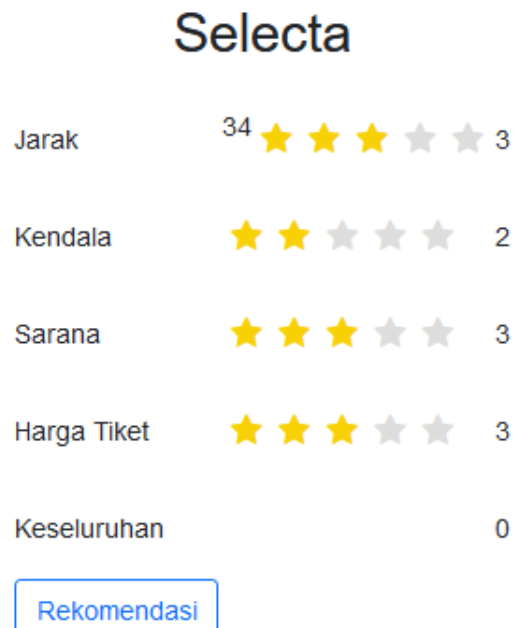 Selecta
Jarak 34 3
Kendala 2
Sarana 3
Harga Tiket 3
Keseluruhan 0
Rekomendasi